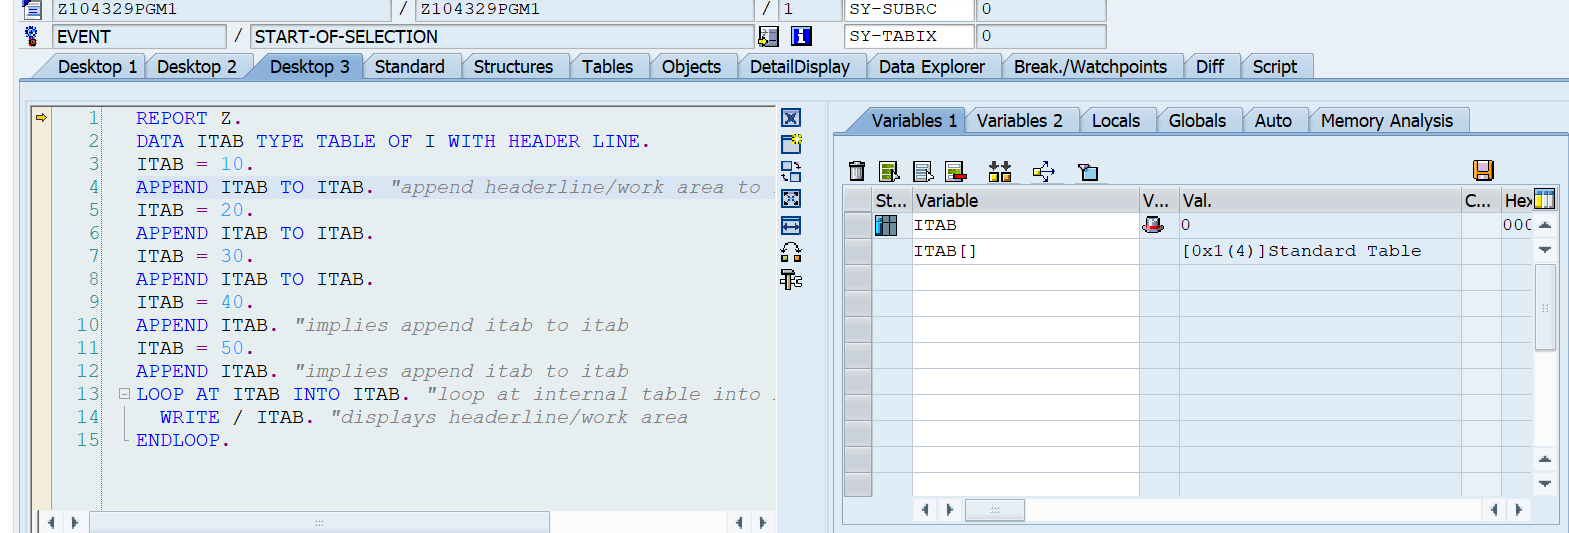 Z104329PGM1 / Z104329PGM1 / 1 SY-SUBRC 0
EVENT / START-OF-SELECTION SY-TABIX 0
Desktop 1 Desktop 2 Desktop 3 Standard Structures Tables Objects DetailDisplay Data Explorer Break./Watchpoints Diff Script
1 REPORT Z.
2 DATA ITAB TYPE TABLE OF I WITH HEADER LINE.
3 ITAB = 10.
4 APPEND ITAB TO ITAB. "append headerline/work area to
5 ITAB = 20.
6 APPEND ITAB TO ITAB.
7 ITAB = 30.
8 APPEND ITAB TO ITAB.
9 ITAB = 40.
10 APPEND ITAB. "implies append itab to itab
11 ITAB = 50.
12 APPEND ITAB. "implies append itab to itab
13 LOOP AT ITAB INTO ITAB. "loop at internal table into
14 WRITE / ITAB. "displays headerline/work area
15 ENDLOOP.
Variables 1 Variables 2 Locals Globals Auto Memory Analysis
St... Variable V... Val. C... Hex
ITAB 0 000
ITAB[] [0x1(4)]Standard Table